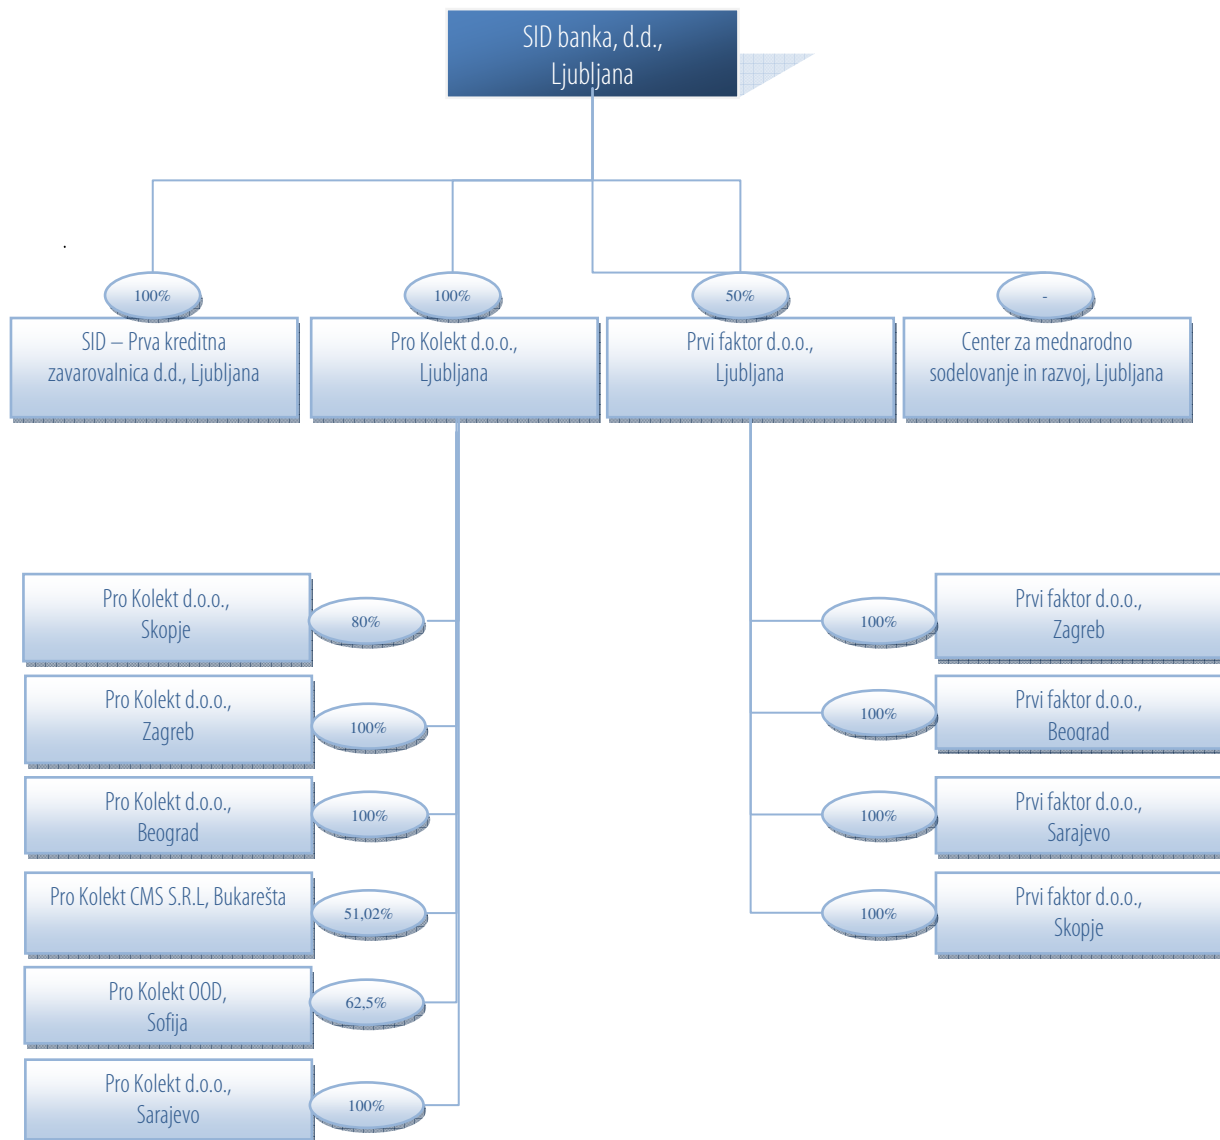 SID banka, d.d.,
Ljubljana
.
100%
100%
50%
-
SID – Prva kreditna
zavarovalnica d.d., Ljubljana
Pro Kolekt d.o.o.,
Ljubljana
Prvi faktor d.o.o.,
Ljubljana
Center za mednarodno
sodelovanje in razvoj, Ljubljana
Pro Kolekt d.o.o.,
Skopje
80%
Pro Kolekt d.o.o.,
Zagreb
100%
Pro Kolekt d.o.o.,
Beograd
100%
Pro Kolekt CMS S.R.L, Bukarešta
51,02%
Pro Kolekt OOD,
Sofija
62,5%
Pro Kolekt d.o.o.,
Sarajevo
100%
100%
Prvi faktor d.o.o.,
Zagreb
100%
Prvi faktor d.o.o.,
Beograd
100%
Prvi faktor d.o.o.,
Sarajevo
100%
Prvi faktor d.o.o.,
Skopje